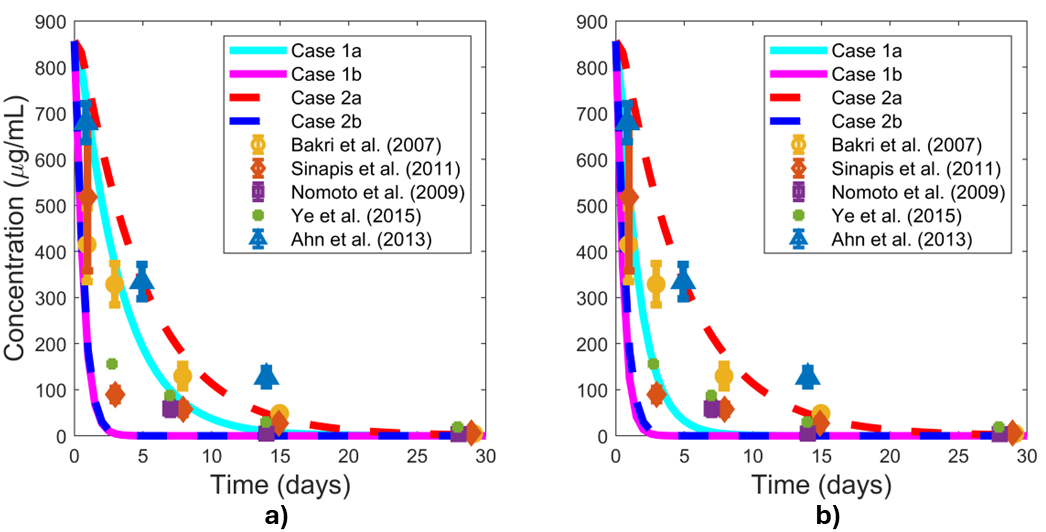 900
800
700
600
500
400
300
200
100
0
Concentration (μg/mL)
0 5 10 15 20 25 30
Time (days)
Case 1a
Case 1b
Case 2a
Case 2b
Bakri et al. (2007)
Sinapis et al. (2011)
Nomoto et al. (2009)
Ye et al. (2015)
Ahn et al. (2013)
a)
900
800
700
600
500
400
300
200
100
0
0 5 10 15 20 25 30
Time (days)
Case 1a
Case 1b
Case 2a
Case 2b
Bakri et al. (2007)
Sinapis et al. (2011)
Nomoto et al. (2009)
Ye et al. (2015)
Ahn et al. (2013)
b)